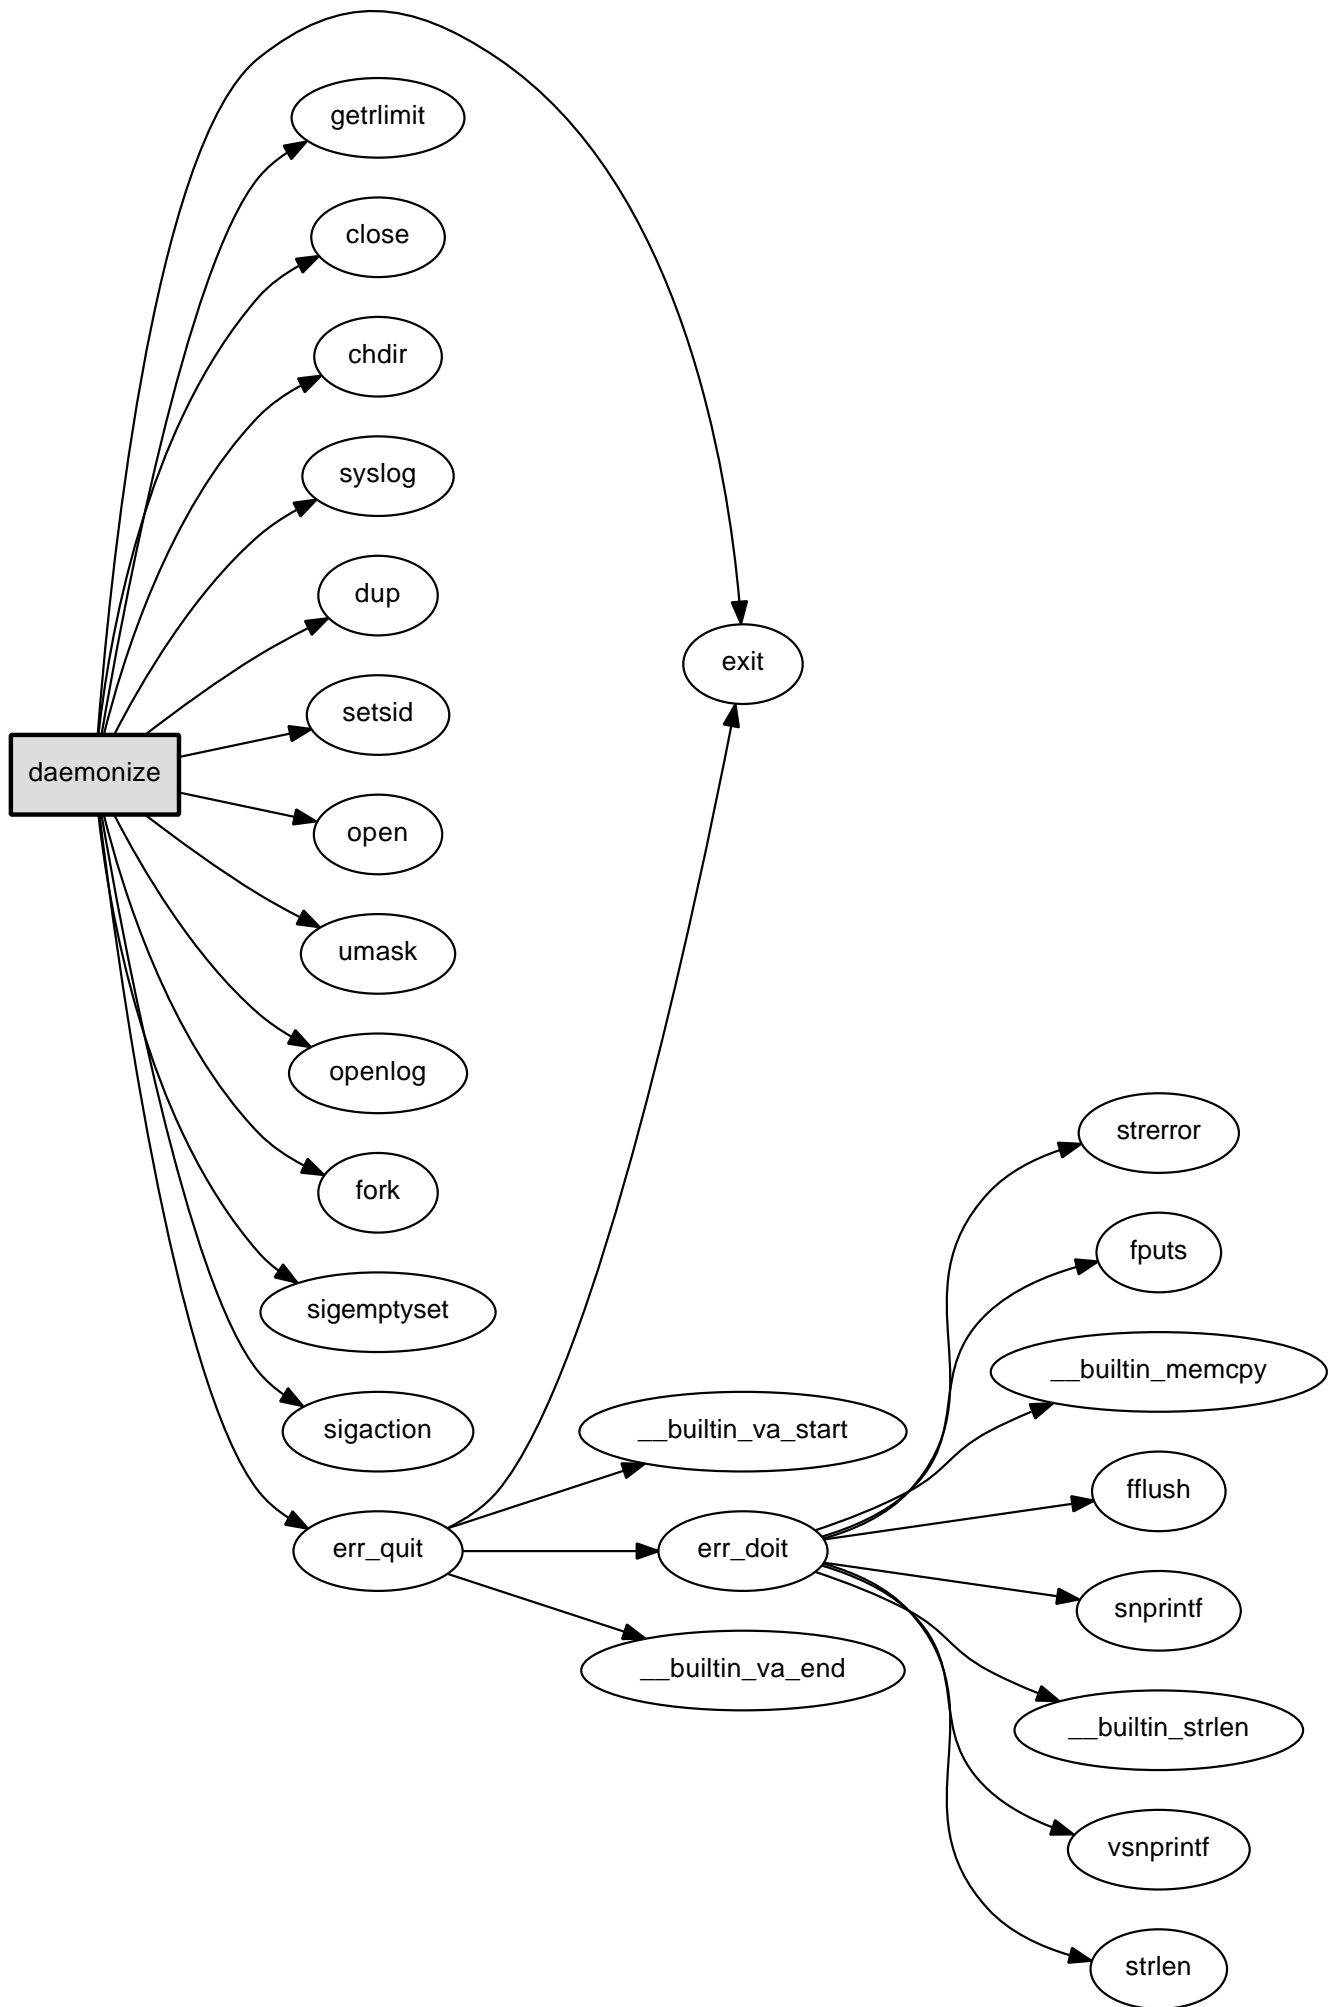 getrlimit
close
chdir
syslog
dup
exit
setsid
daemonize
open
umask
openlog
strerror
fork
fputs
sigemptyset
__builtin_memcpy
sigaction
__builtin_va_start
fflush
err_quit
err_doit
snprintf
__builtin_va_end
__builtin_strlen
vsnprintf
strlen